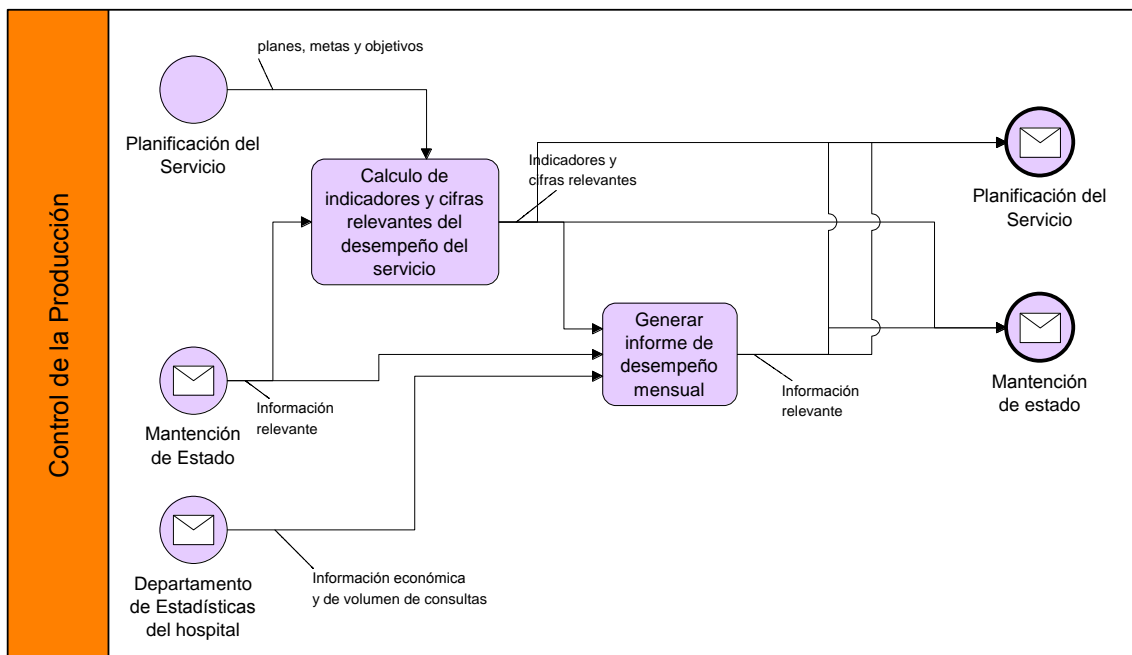 Control de la Producción
planes, metas y objetivos
Planificación del
Servicio
Calculo de
indicadores y cifras
relevantes del
desempeño del
servicio
Indicadores y
cifras relevantes
Planificación del
Servicio
Generar
informe de
desempeño
mensual
Mantención
de estado
Información
relevante
Información
relevante
Mantención
de Estado
Departamento
de Estadísticas
del hospital
Información económica
y de volumen de consultas